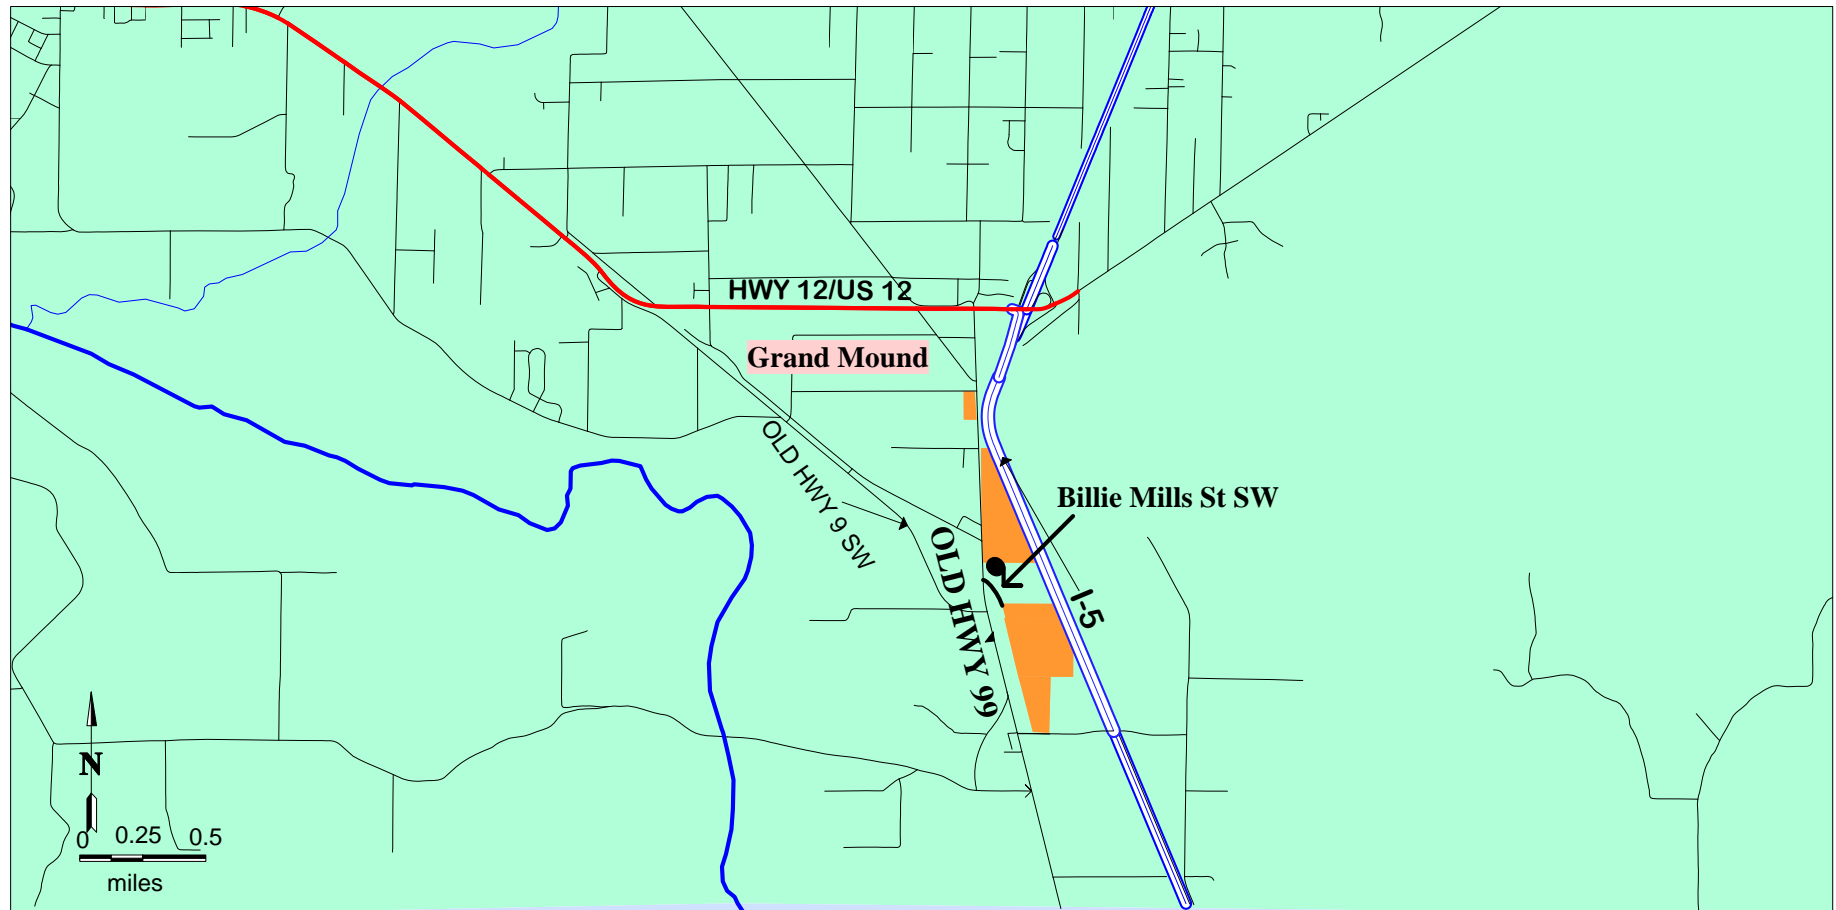 HWY 12/US 12
Grand Mound
OLD HWY 9 SW
Billie Mills St SW
OLD HWY 99
I-5
N
0 0.25 0.5
miles